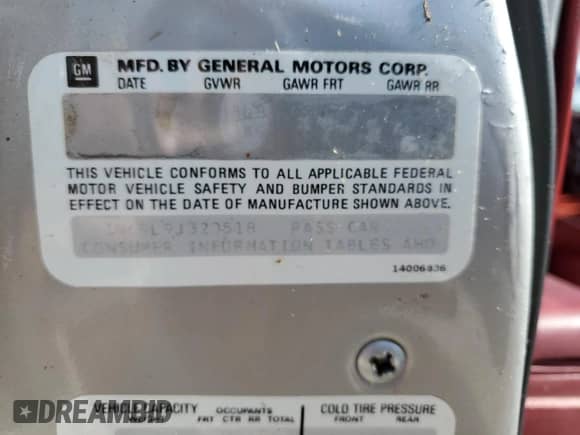 GM MFD. BY GENERAL MOTORS CORP.
DATE GVWR GAWR FRT GAWR RR
THIS VEHICLE CONFORMS TO ALL APPLICABLE FEDERAL
MOTOR VEHICLE SAFETY AND BUMPER STANDARDS IN
EFFECT ON THE DATE OF MANUFACTURE SHOWN ABOVE.
PASS CAR
CONSUMER INFORMATION TABLES AND
14006836
VEHICLE CAPACITY OCCUPANTS COLD TIRE PRESSURE
FRT CTR RR TOTAL FRONT REAR
DREAMBID